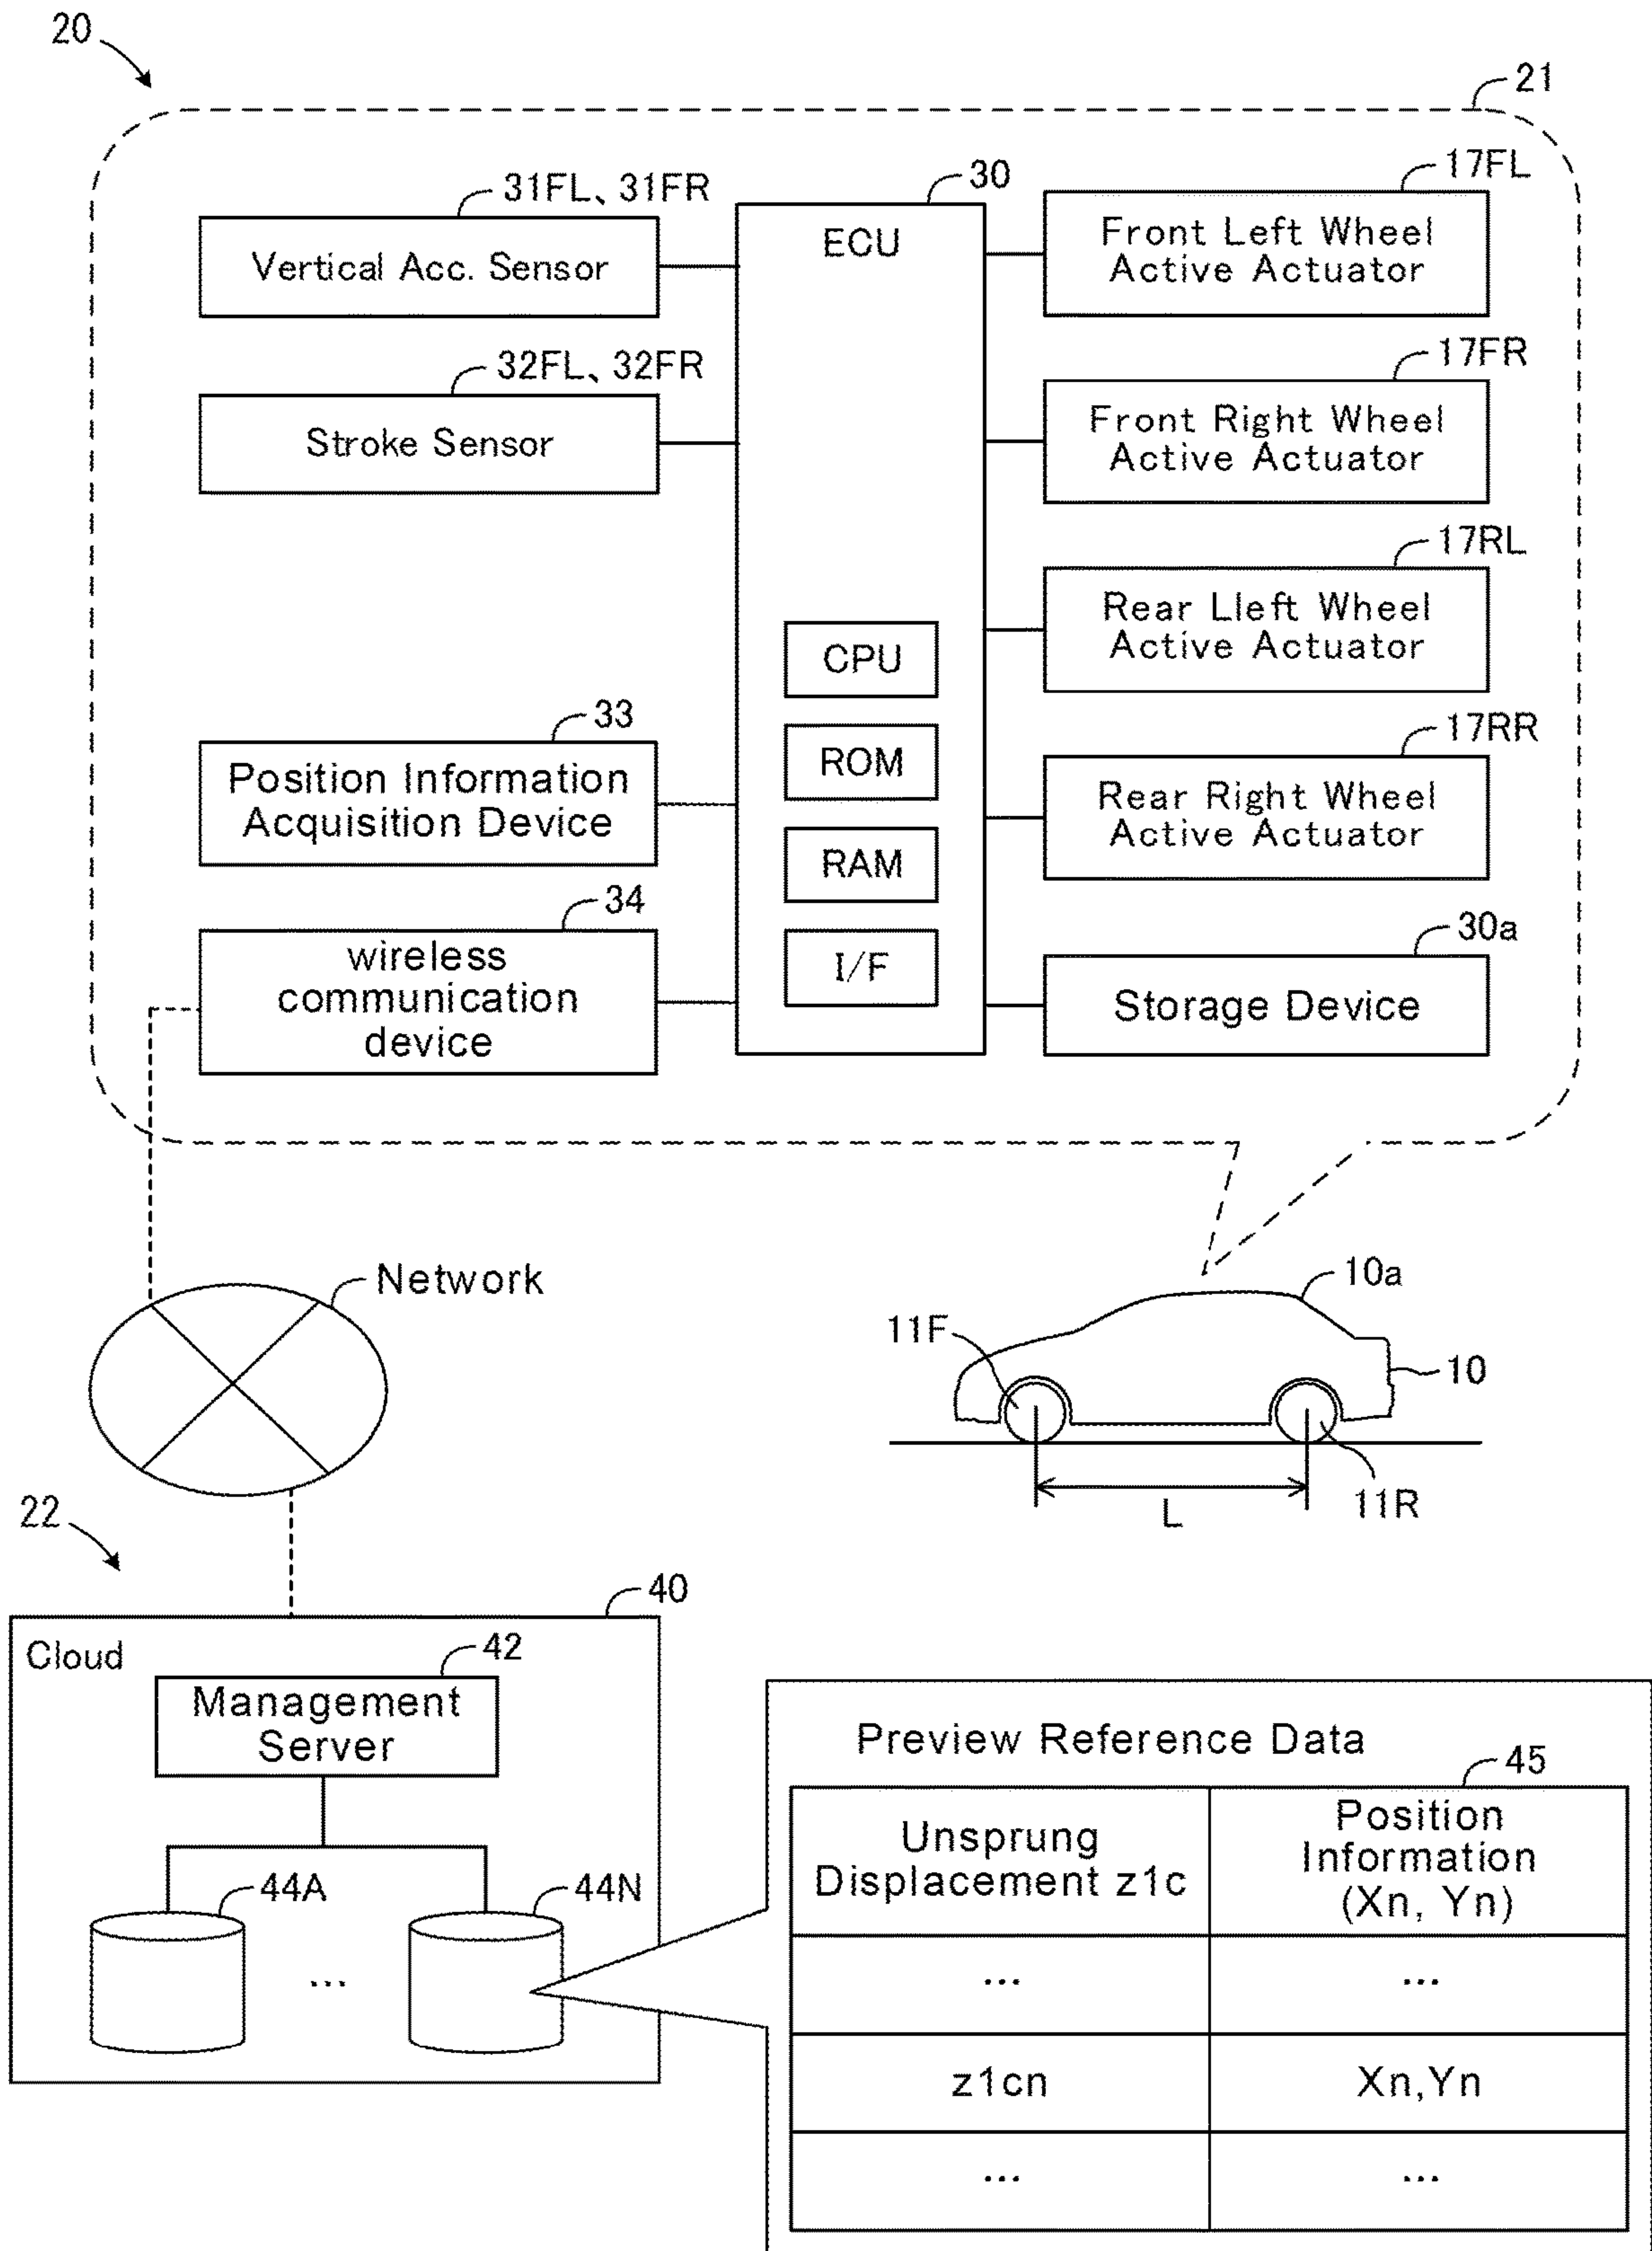 20
21
31FL、31FR
30
17FL
Vertical Acc. Sensor
ECU
Front Left Wheel
Active Actuator
32FL、32FR
17FR
Stroke Sensor
Front Right Wheel
Active Actuator
17RL
Rear Lleft Wheel
Active Actuator
CPU
33
17RR
Position Information
Acquisition Device
ROM
Rear Right Wheel
Active Actuator
RAM
34
30a
wireless
communication
device
I/F
Storage Device
Network
10a
11F
10
11R
L
22
40
Cloud
42
Management
Server
44A
44N
...
Preview Reference Data
45
Unsprung
Displacement z1c
Position
Information
(Xn, Yn)
...
...
z1cn
Xn,Yn
...
...